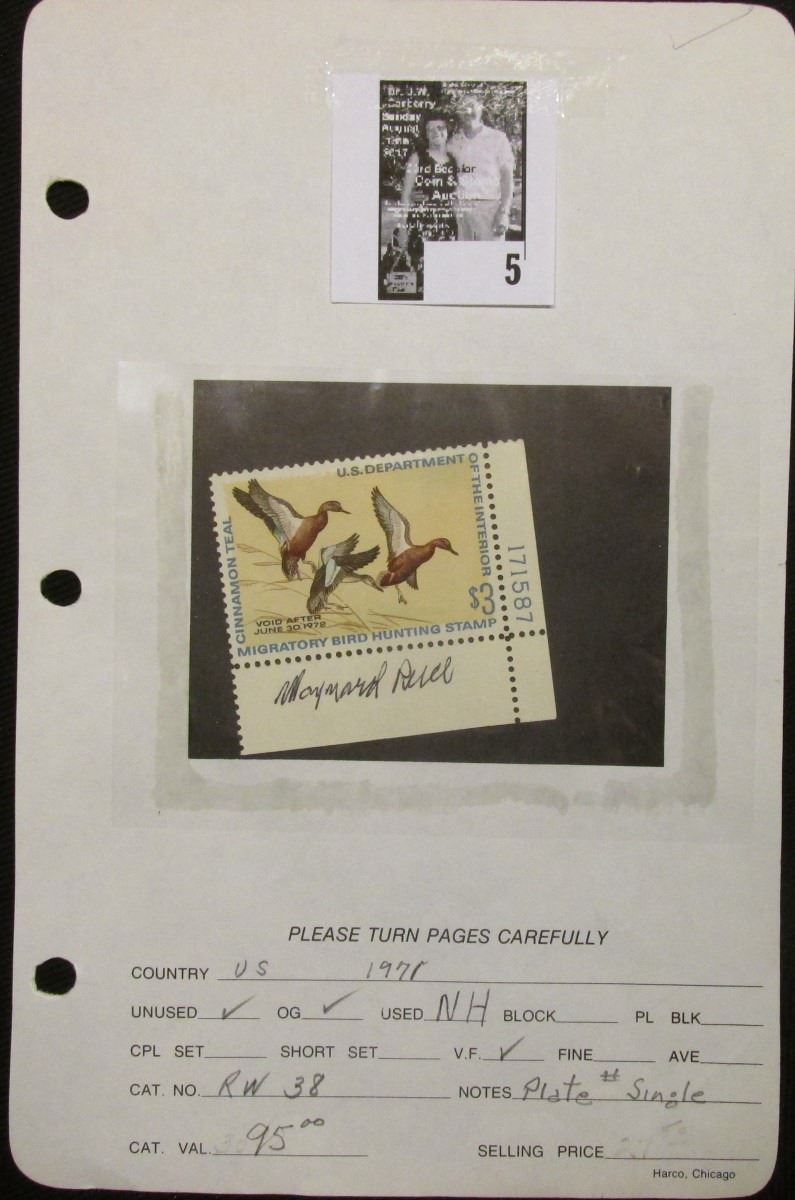 Dr. J.W.
Carberry
Sunday
August
Coin &
Auction
5
U.S. DEPARTMENT OF THE INTERIOR
CINNAMON TEAL
171587
$3
VOID AFTER
JUNE 30, 1972
MIGRATORY BIRD HUNTING STAMP
Maynard Reece
PLEASE TURN PAGES CAREFULLY
COUNTRY US 1971
UNUSED ✓ OG ✓ USED NH BLOCK PL BLK
CPL SET SHORT SET V.F. ✓ FINE AVE
CAT. NO. RW 38 NOTES Plate # Single
CAT. VAL. 95.00 SELLING PRICE
Harco, Chicago